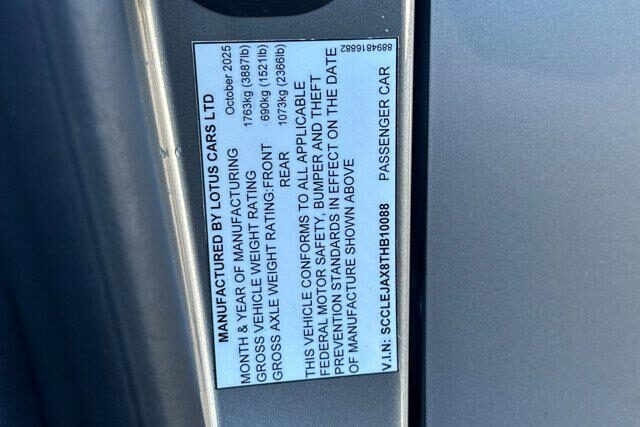 MANUFACTURED BY LOTUS CARS LTD
MONTH & YEAR OF MANUFACTURING October 2025
GROSS VEHICLE WEIGHT RATING 1763kg (3887lb)
GROSS AXLE WEIGHT RATING:FRONT 690kg (1521lb)
REAR 1073kg (2366lb)
THIS VEHICLE CONFORMS TO ALL APPLICABLE
FEDERAL MOTOR SAFETY, BUMPER AND THEFT
PREVENTION STANDARDS IN EFFECT ON THE DATE
OF MANUFACTURE SHOWN ABOVE
8894816882
V.I.N: SCCLEJAX8THB10088 PASSENGER CAR